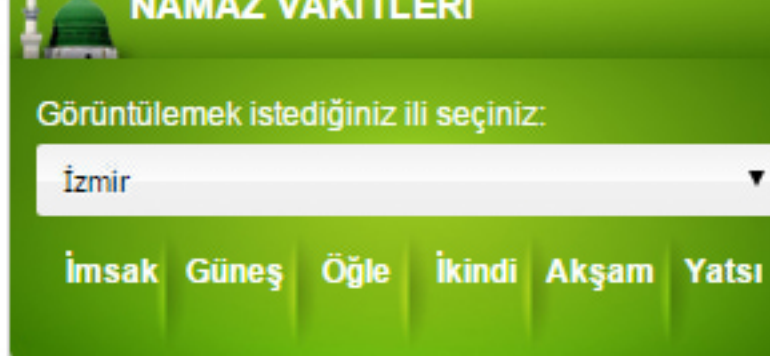 NAMAZ VAKİTLERİ
Görüntülemek istediğiniz ili seçiniz:
İzmir
İmsak Güneş Öğle İkindi Akşam Yatsı